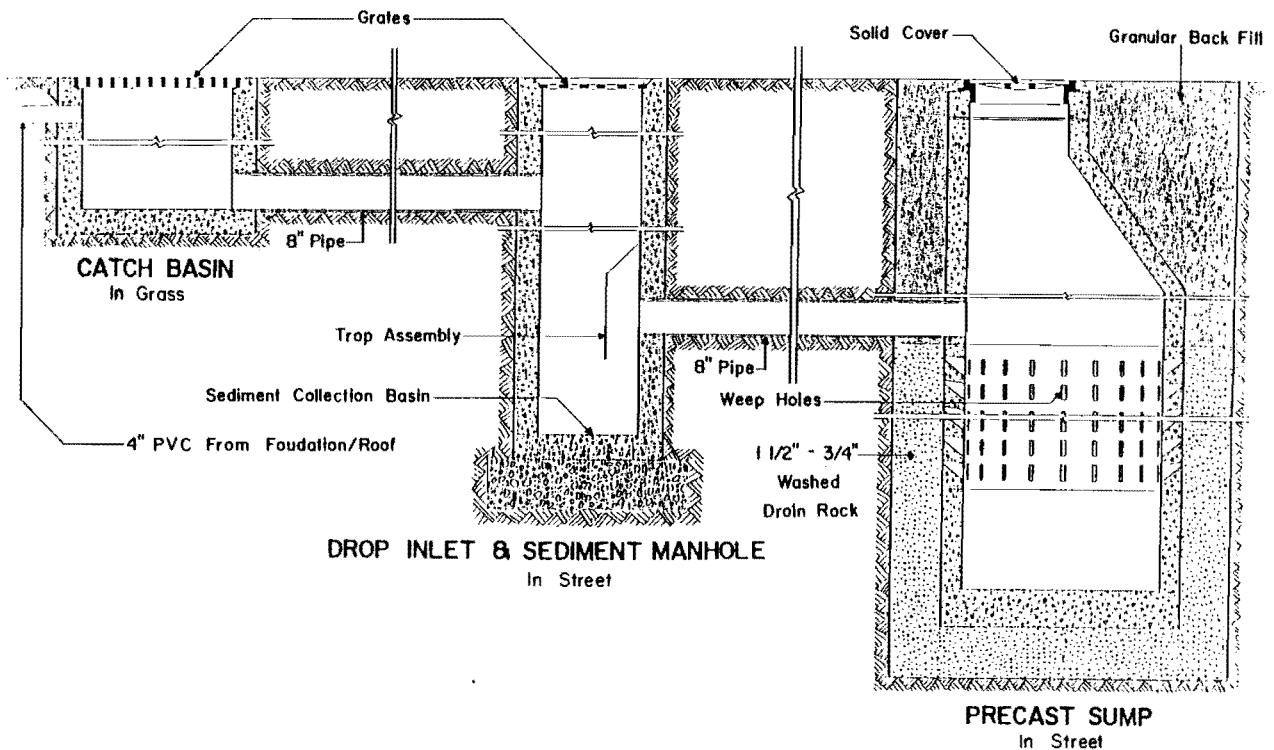 Grates
Solid Cover
Granular Back Fill
8" Pipe
CATCH BASIN
In Grass
Trap Assembly
8" Pipe
Sediment Collection Basin
Weep Holes
4" PVC From Foudation/Roof
1 1/2" - 3/4"
Washed
Drain Rock
DROP INLET & SEDIMENT MANHOLE
In Street
PRECAST SUMP
In Street